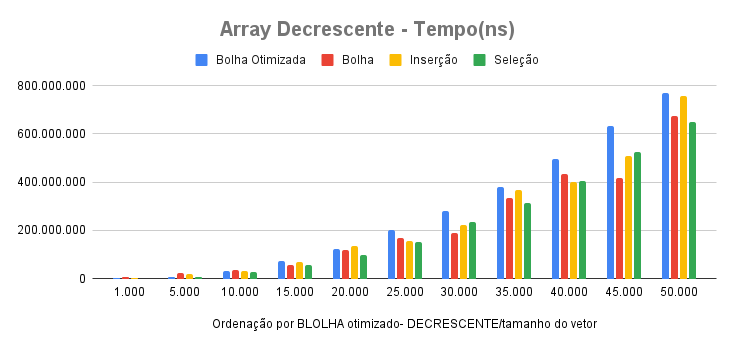 Array Decrescente - Tempo(ns)
Bolha Otimizada Bolha Inserção Seleção
800.000.000
600.000.000
400.000.000
200.000.000
0
1.000 5.000 10.000 15.000 20.000 25.000 30.000 35.000 40.000 45.000 50.000
Ordenação por BLOLHA otimizado- DECRESCENTE/tamanho do vetor